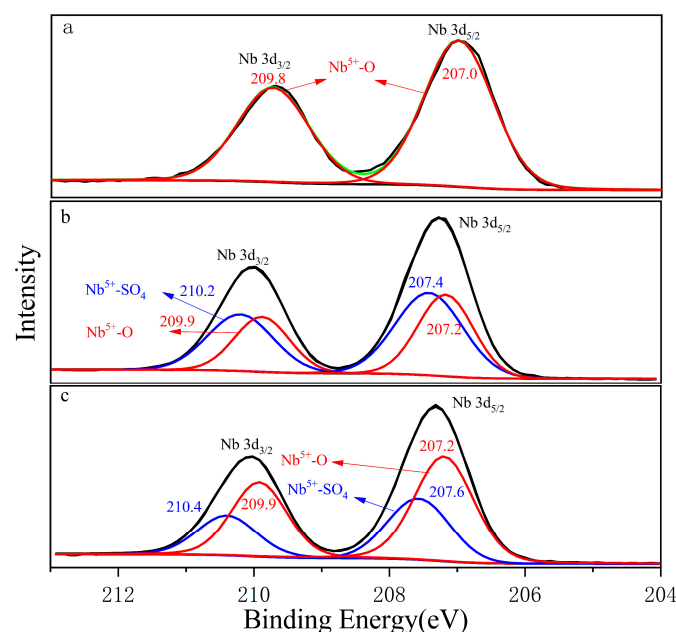 a
Nb 3d5/2
Nb 3d3/2
209.8
Nb5+-O
207.0
b
Nb 3d3/2
Nb 3d5/2
Nb5+-SO4
210.2
207.4
Nb5+-O
209.9
207.2
c
Nb 3d5/2
Nb 3d3/2
207.2
Nb5+-O
210.4
209.9
Nb5+-SO4
207.6
Intensity
212
210
208
206
204
Binding Energy(eV)